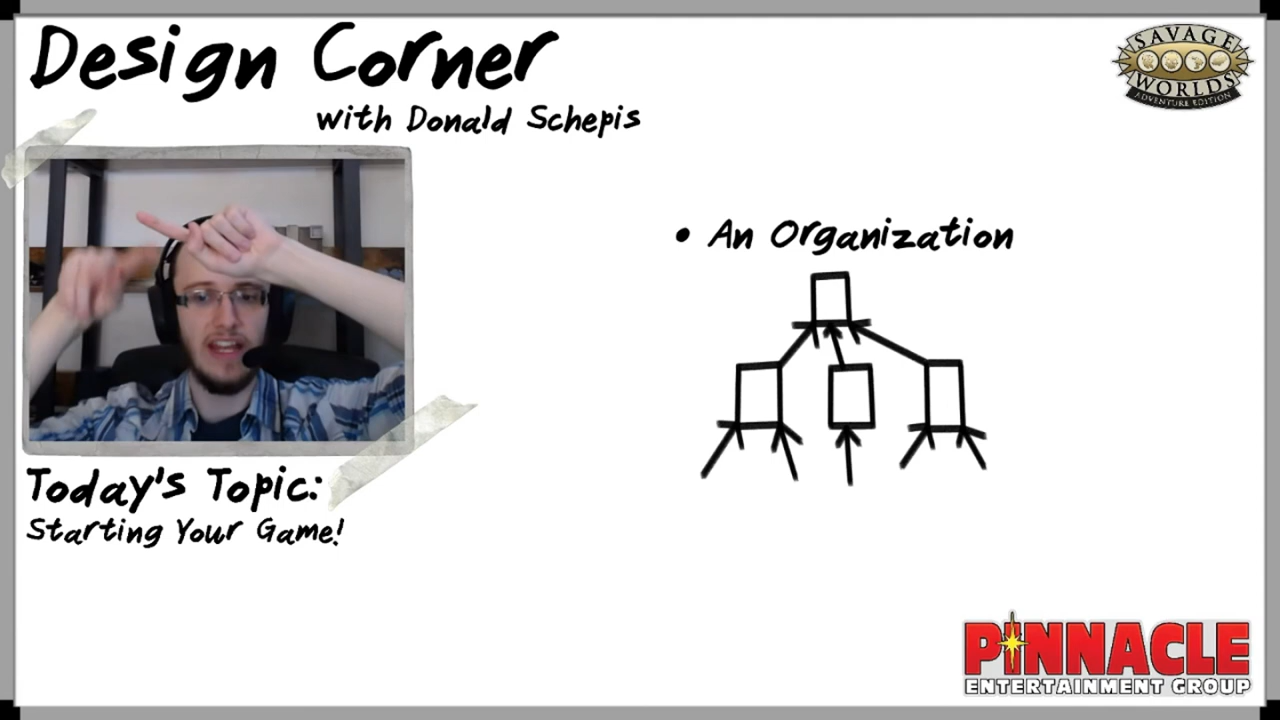 Design Corner
with Donald Schepis
SAVAGE
WORLDS
ADVENTURE EDITION
• An Organization
Today's Topic:
Starting Your Game!
PINNACLE
ENTERTAINMENT GROUP